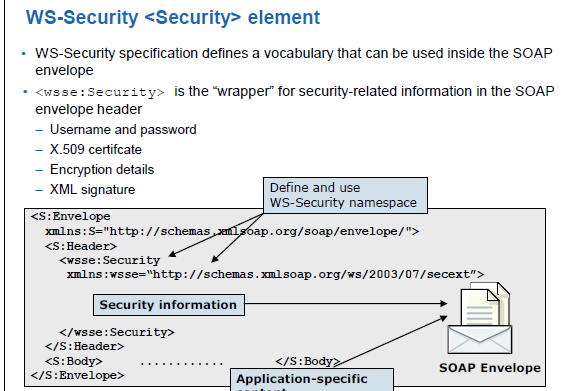 WS-Security <Security> element
• WS-Security specification defines a vocabulary that can be used inside the SOAP
envelope
• <wsse:Security> is the “wrapper” for security-related information in the SOAP
envelope header
– Username and password
– X.509 certifcate
– Encryption details
– XML signature
Define and use
WS-Security namespace
<S:Envelope
xmlns:S="http://schemas.xmlsoap.org/soap/envelope/">
<S:Header>
<wsse:Security
xmlns:wsse=“http://schemas.xmlsoap.org/ws/2003/07/secext”>
Security information
</wsse:Security>
</S:Header>
<S:Body> ............ </S:Body>
</S:Envelope>
SOAP Envelope
Application-specific